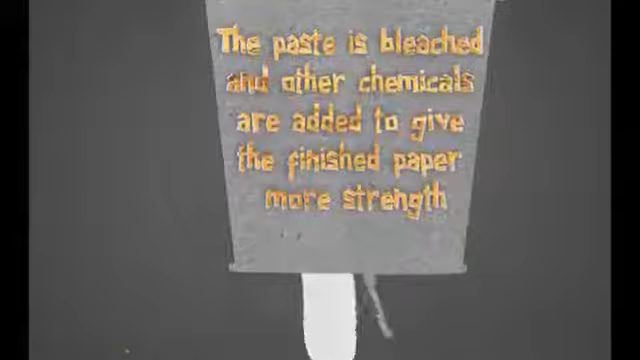 The paste is bleached
and other chemicals
are added to give
the finished paper
more strength